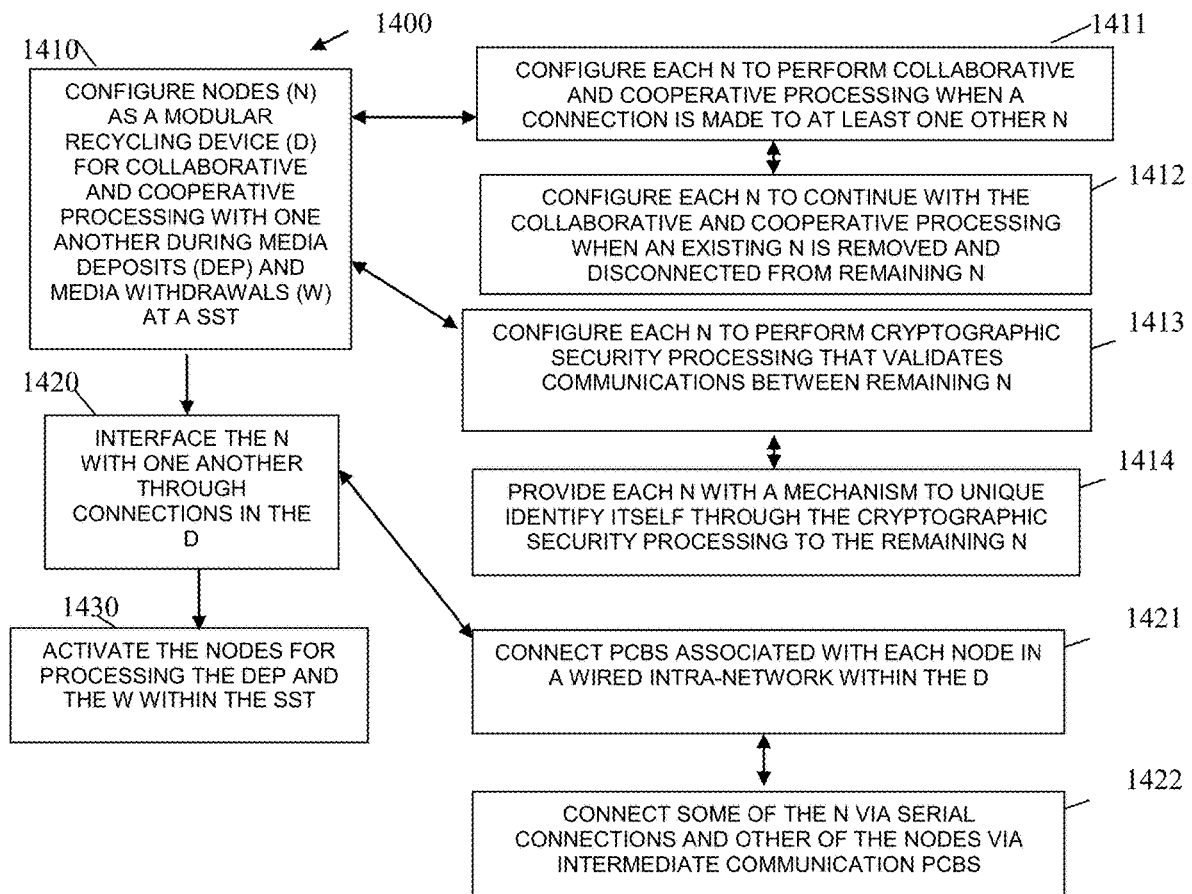 1400
1410
CONFIGURE NODES (N)
AS A MODULAR
RECYCLING DEVICE (D)
FOR COLLABORATIVE
AND COOPERATIVE
PROCESSING WITH ONE
ANOTHER DURING MEDIA
DEPOSITS (DEP) AND
MEDIA WITHDRAWALS (W)
AT A SST
1411
CONFIGURE EACH N TO PERFORM COLLABORATIVE
AND COOPERATIVE PROCESSING WHEN A
CONNECTION IS MADE TO AT LEAST ONE OTHER N
1412
CONFIGURE EACH N TO CONTINUE WITH THE
COLLABORATIVE AND COOPERATIVE PROCESSING
WHEN AN EXISTING N IS REMOVED AND
DISCONNECTED FROM REMAINING N
1413
CONFIGURE EACH N TO PERFORM CRYPTOGRAPHIC
SECURITY PROCESSING THAT VALIDATES
COMMUNICATIONS BETWEEN REMAINING N
1414
PROVIDE EACH N WITH A MECHANISM TO UNIQUE
IDENTIFY ITSELF THROUGH THE CRYPTOGRAPHIC
SECURITY PROCESSING TO THE REMAINING N
1420
INTERFACE THE N
WITH ONE ANOTHER
THROUGH
CONNECTIONS IN THE
D
1421
CONNECT PCBS ASSOCIATED WITH EACH NODE IN
A WIRED INTRA-NETWORK WITHIN THE D
1422
CONNECT SOME OF THE N VIA SERIAL
CONNECTIONS AND OTHER OF THE NODES VIA
INTERMEDIATE COMMUNICATION PCBS
1430
ACTIVATE THE NODES FOR
PROCESSING THE DEP AND
THE W WITHIN THE SST